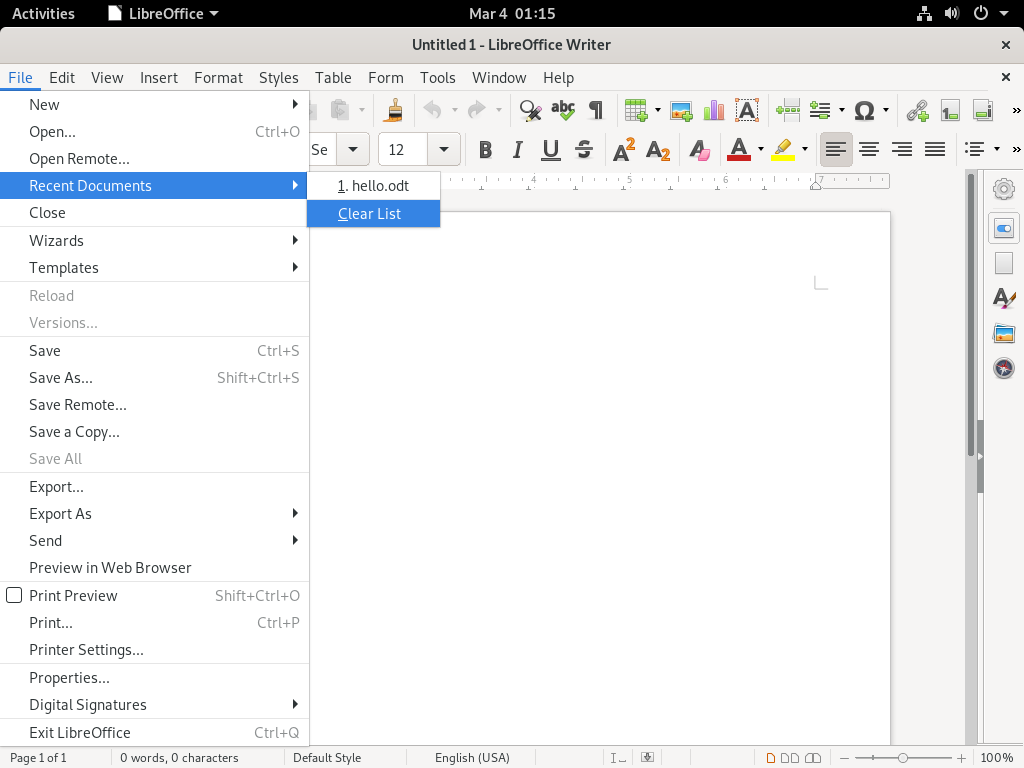 Activities LibreOffice Mar 4 01:15
Untitled 1 - LibreOffice Writer
File Edit View Insert Format Styles Table Form Tools Window Help
New
Open... Ctrl+O
Open Remote...
Recent Documents
1. hello.odt
Clear List
Close
Wizards
Templates
Reload
Versions...
Save Ctrl+S
Save As... Shift+Ctrl+S
Save Remote...
Save a Copy...
Save All
Export...
Export As
Send
Preview in Web Browser
Print Preview Shift+Ctrl+O
Print... Ctrl+P
Printer Settings...
Properties...
Digital Signatures
Exit LibreOffice Ctrl+Q
Se 12
4 5 6 7
Page 1 of 1 0 words, 0 characters Default Style English (USA) 100%